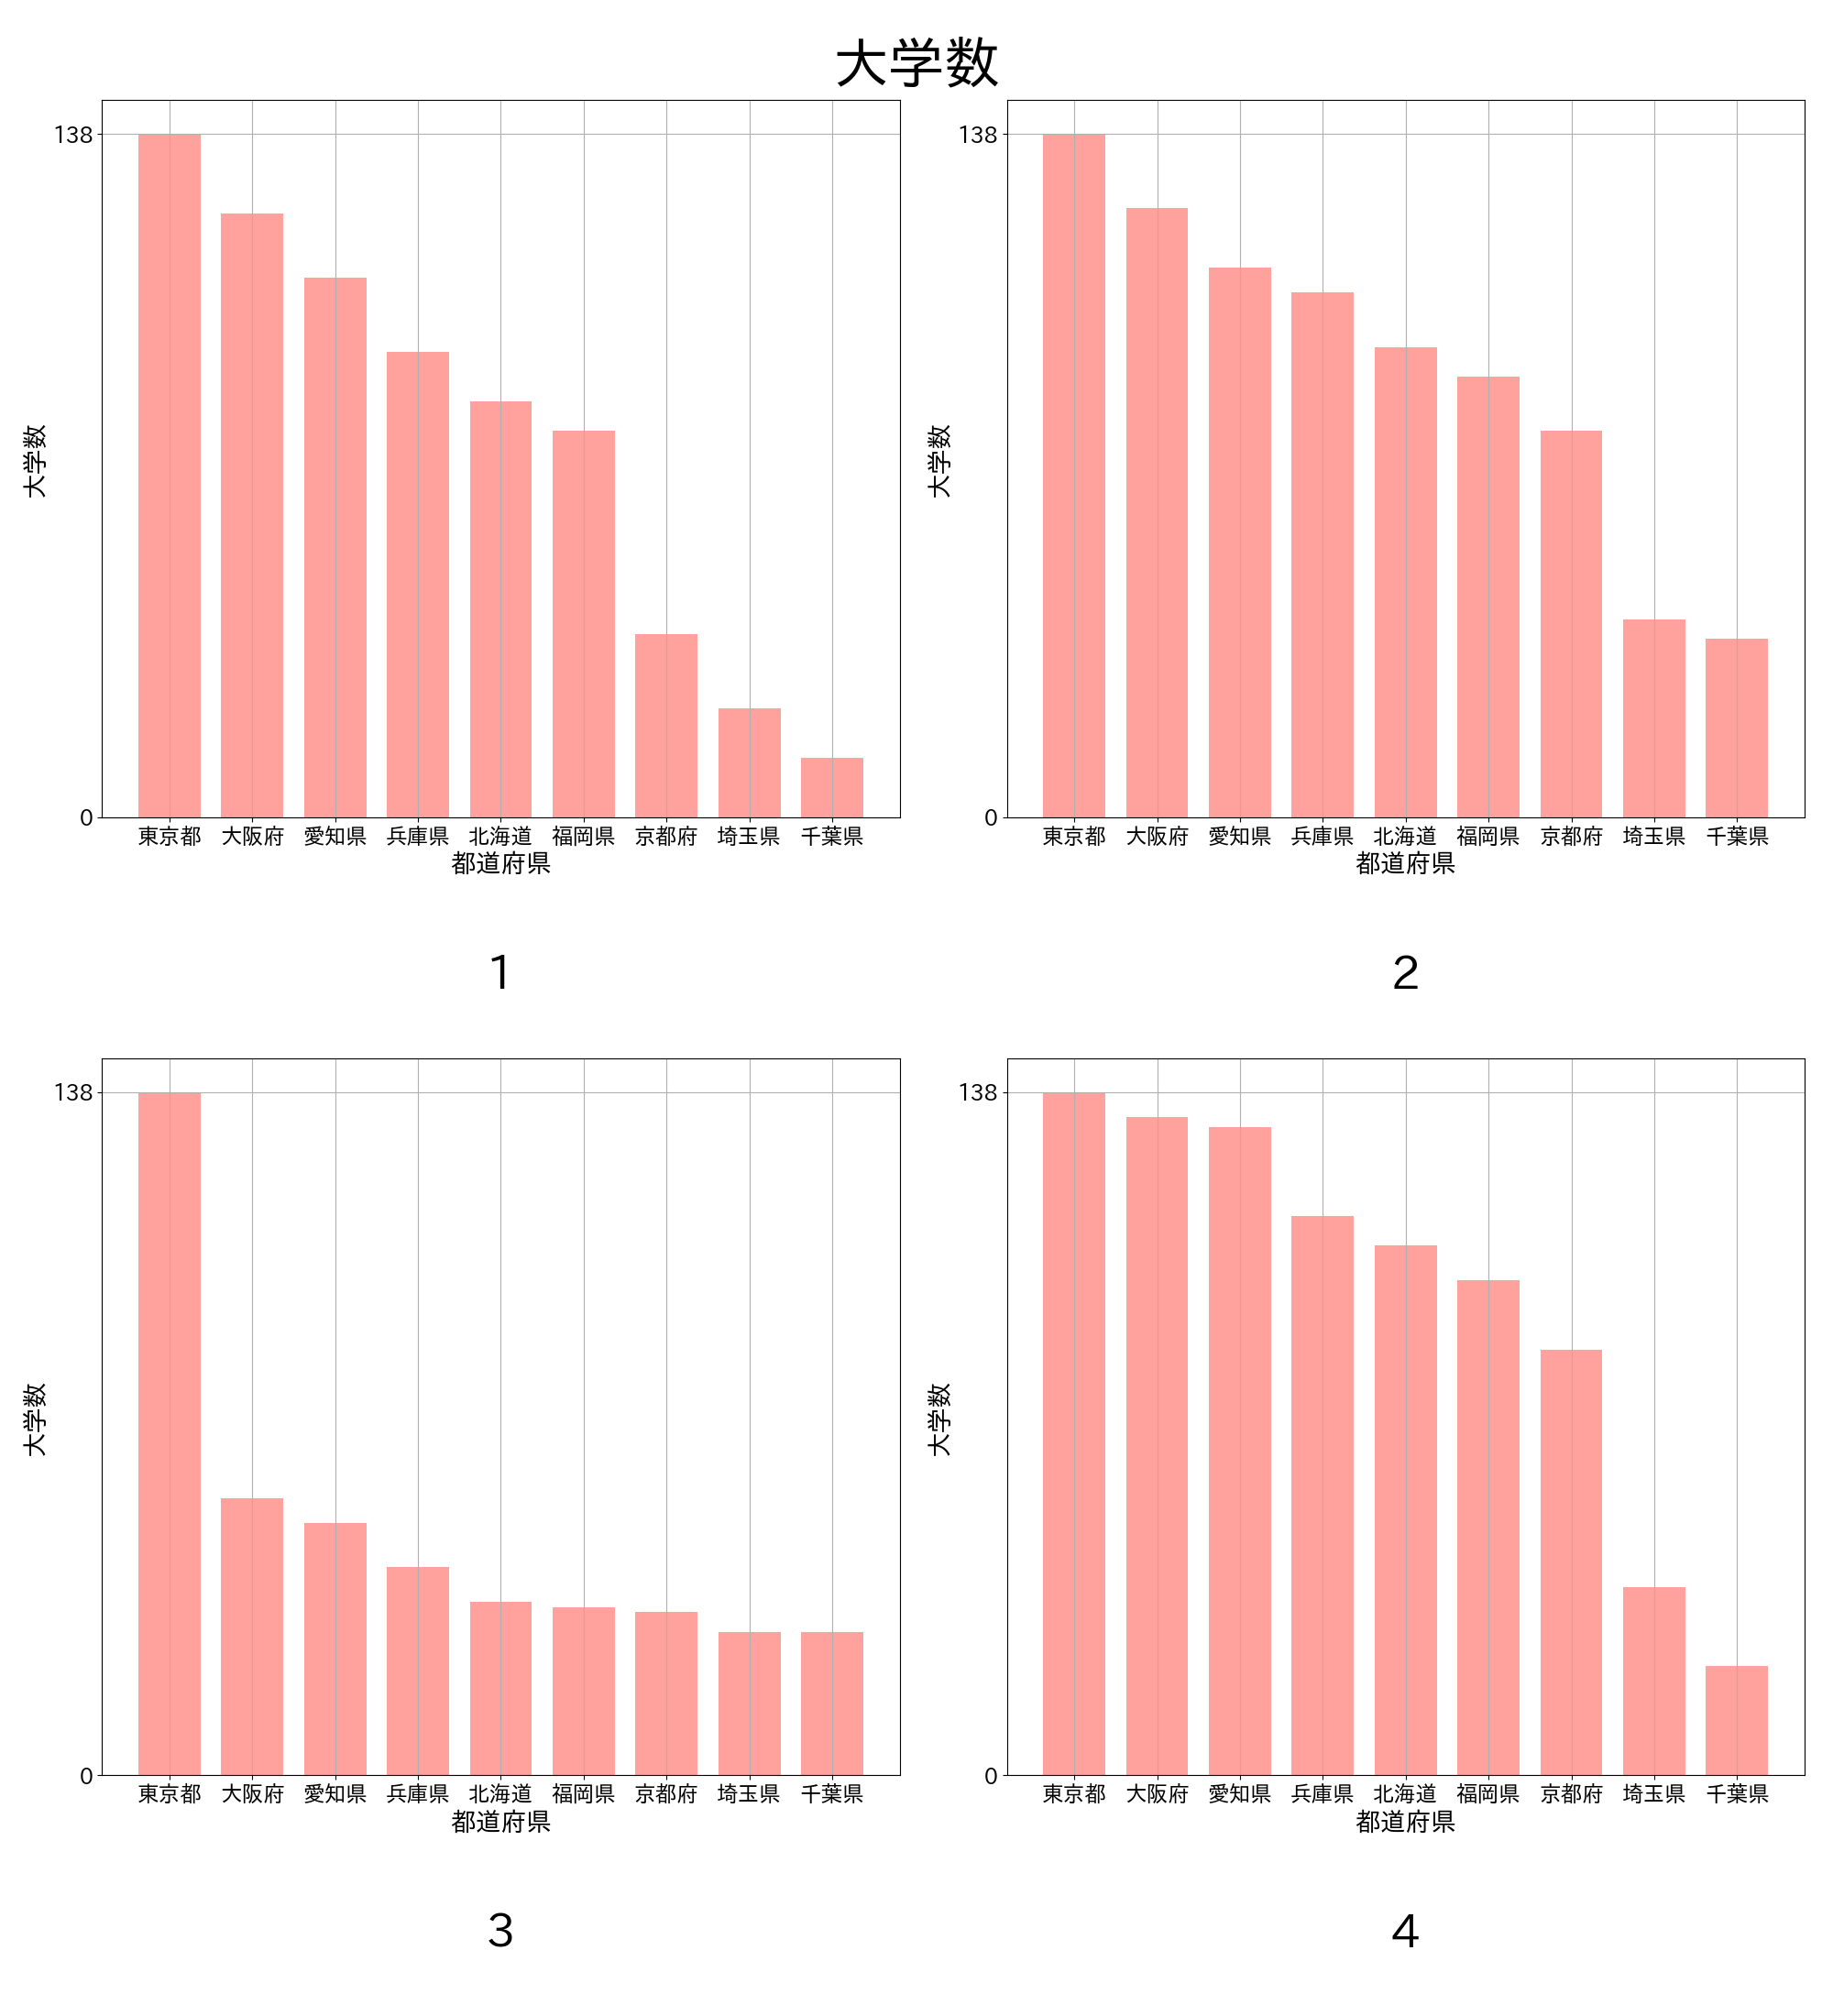 大学数
138
大学数
0
東京都 大阪府 愛知県 兵庫県 北海道 福岡県 京都府 埼玉県 千葉県
都道府県
1
138
大学数
0
東京都 大阪府 愛知県 兵庫県 北海道 福岡県 京都府 埼玉県 千葉県
都道府県
2
138
大学数
0
東京都 大阪府 愛知県 兵庫県 北海道 福岡県 京都府 埼玉県 千葉県
都道府県
3
138
大学数
0
東京都 大阪府 愛知県 兵庫県 北海道 福岡県 京都府 埼玉県 千葉県
都道府県
4